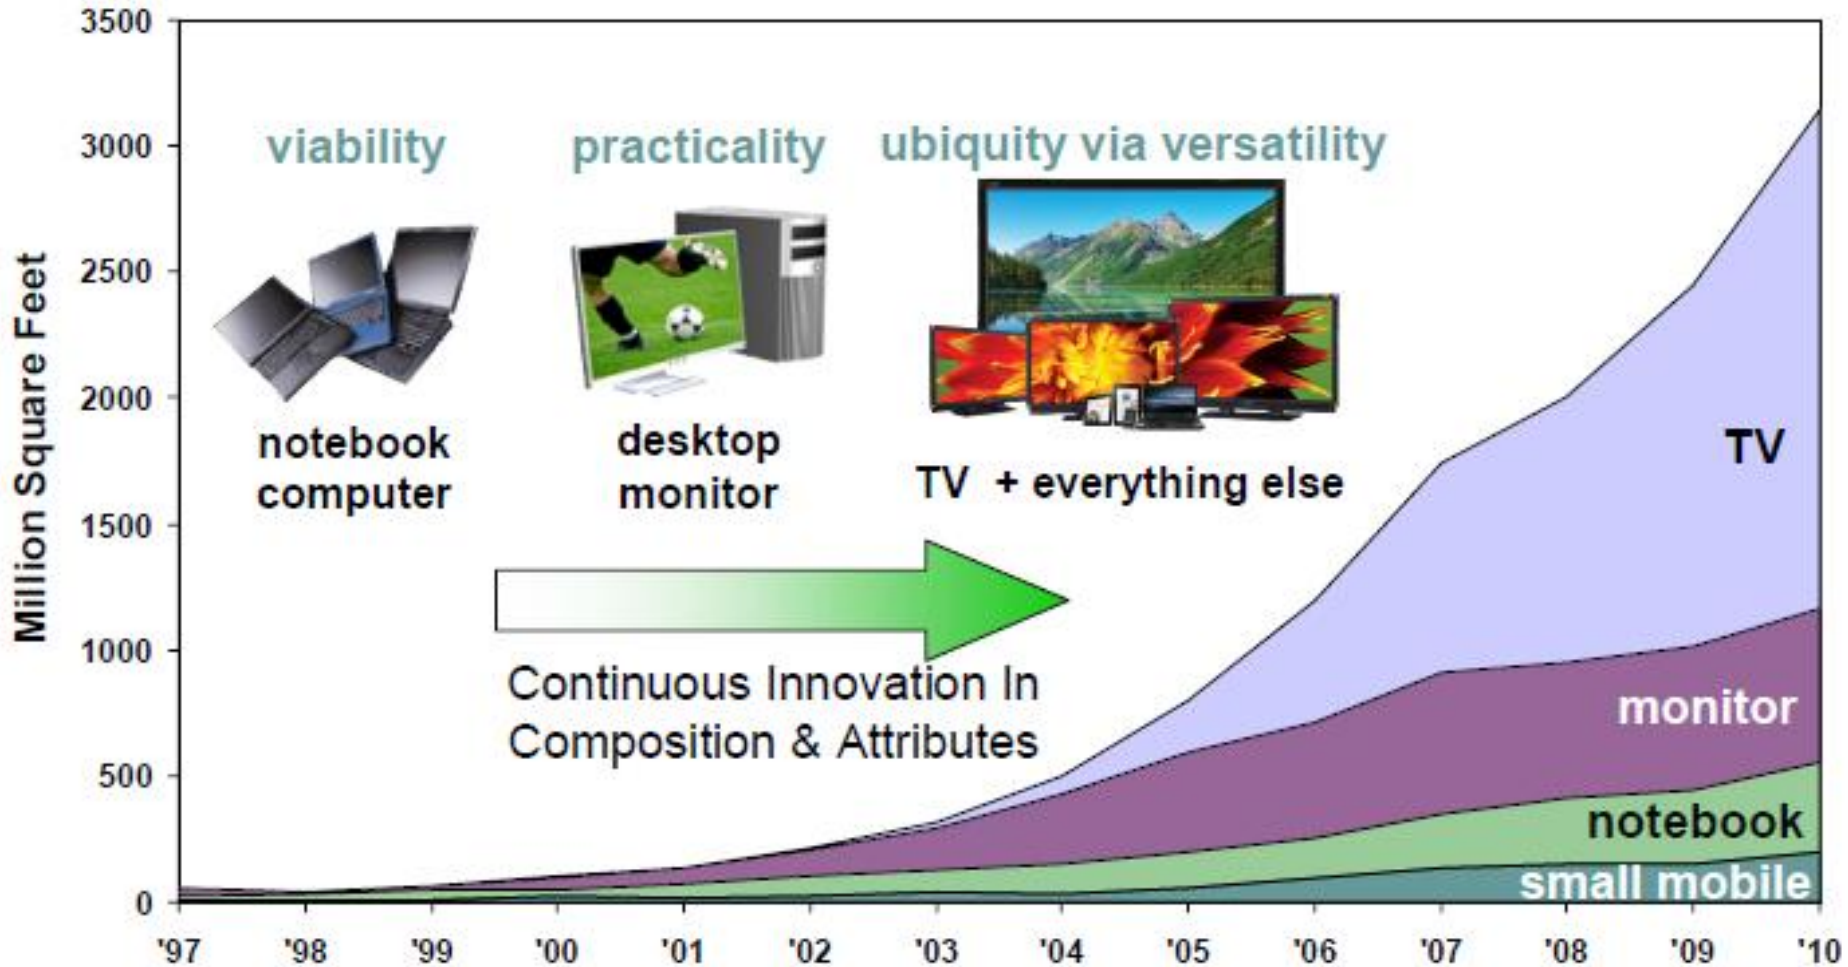 3500
3000
2500
2000
1500
1000
500
0
Million Square Feet
viability
practicality
ubiquity via versatility
notebook
computer
desktop
monitor
TV + everything else
Continuous Innovation In
Composition & Attributes
TV
monitor
notebook
small mobile
'97 '98 '99 '00 '01 '02 '03 '04 '05 '06 '07 '08 '09 '10